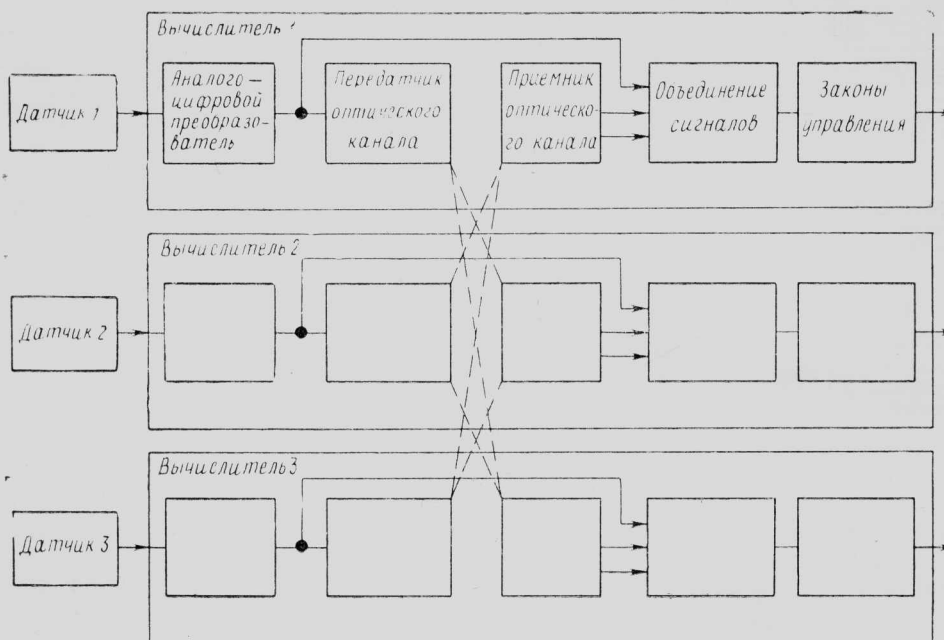 Вычислитель 1
Датчик 1
Аналого —
цифровой
преобразо-
ватель
Передатчик
оптического
канала
Приемник
оптическо-
го канала
Объединение
сигналов
Законы
управления
Вычислитель 2
Датчик 2
Вычислитель 3
Датчик 3